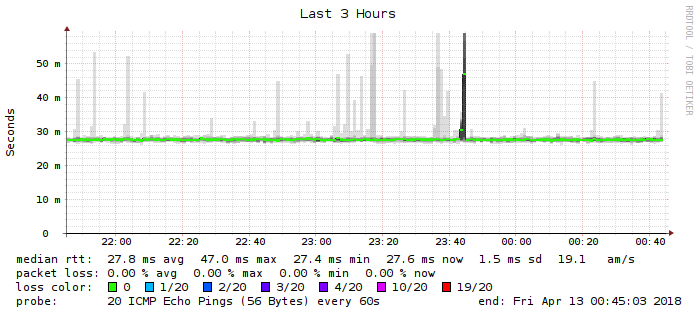 Last 3 Hours
RRDTOOL / TOBI OETIKER
Seconds
50 m
40 m
30 m
20 m
10 m
0
22:00 22:20 22:40 23:00 23:20 23:40 00:00 00:20 00:40
median rtt: 27.8 ms avg 47.0 ms max 27.4 ms min 27.6 ms now 1.5 ms sd 19.1 am/s
packet loss: 0.00 % avg 0.00 % max 0.00 % min 0.00 % now
loss color: 0 1/20 2/20 3/20 4/20 10/20 19/20
probe: 20 ICMP Echo Pings (56 Bytes) every 60s end: Fri Apr 13 00:45:03 2018